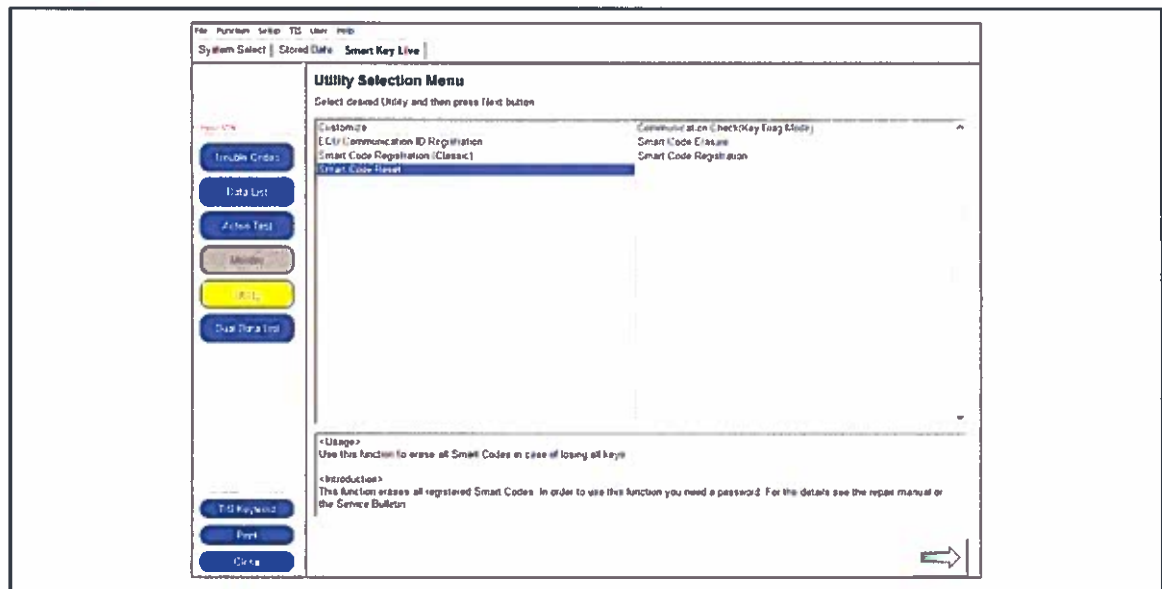 File Function Setup TIS User Help
System Select Stored Data Smart Key Live
Utility Selection Menu
Select desired Utility and then press Next button
Customize
Communication Check(Key Diag Mode)
ECU Communication ID Registration
Smart Code Erasure
Smart Code Registration (Classic)
Smart Code Registration
Smart Code Reset
Trouble Codes
Data List
Active Test
Monitor
Utility
Dual Data List
<Usage>
Use this function to erase all Smart Codes in case of losing all keys
<Introduction>
This function erases all registered Smart Codes. In order to use this function you need a password. For the details see the repair manual or
the Service Bulletin
TIS Keyword
Print
Close